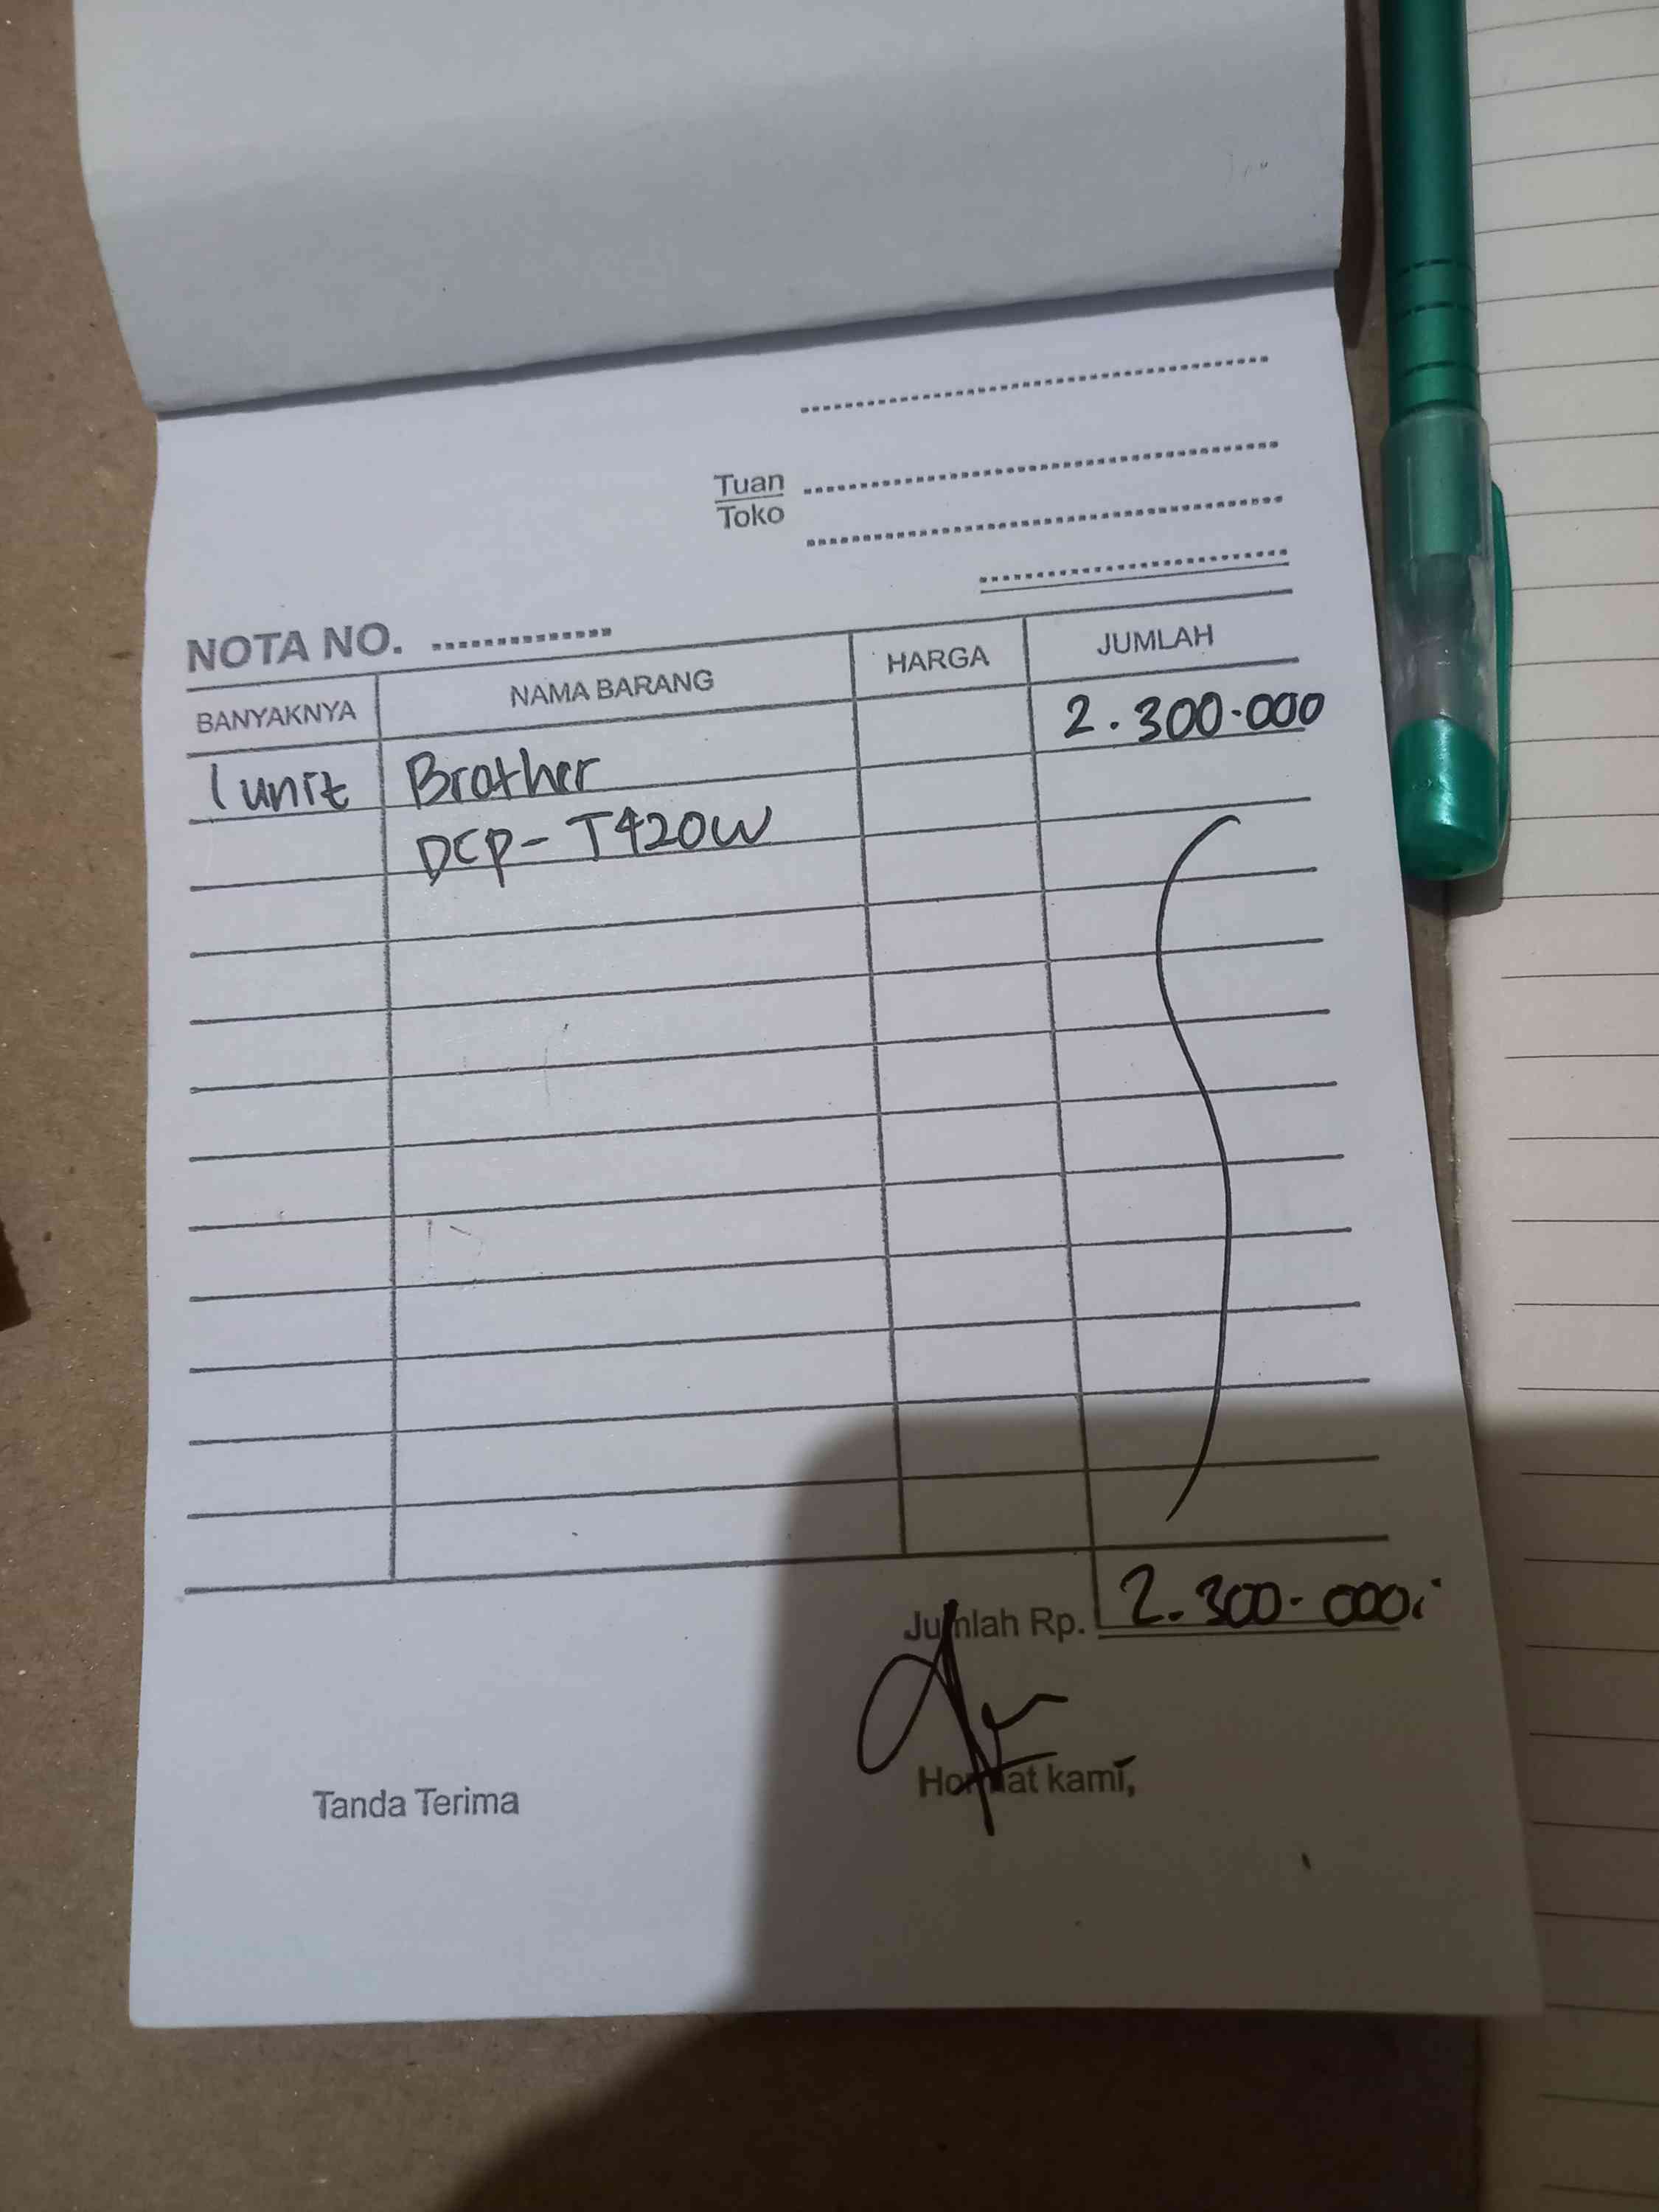 Tuan
Toko
NOTA NO.
BANYAKNYA NAMA BARANG HARGA JUMLAH
1 unit Brother 2.300.000
DCP-T420W
Jumlah Rp. 2.300.000,-
Tanda Terima Hormat kami,